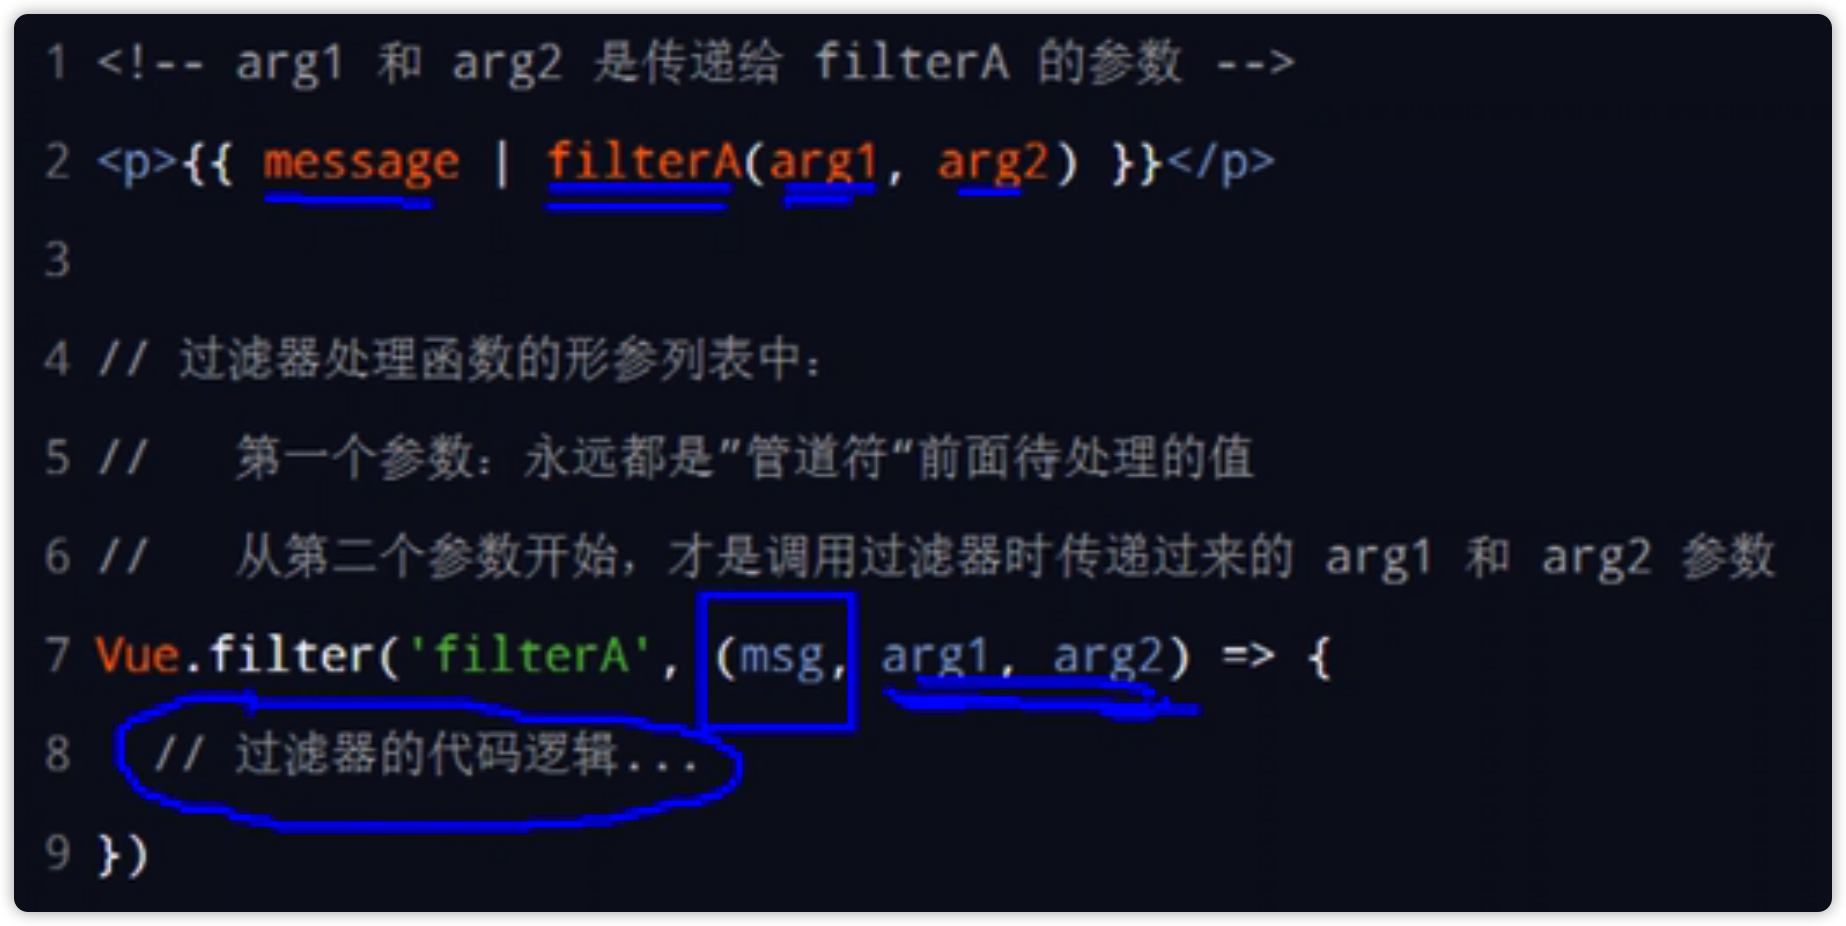 1 <!-- arg1 和 arg2 是传递给 filterA 的参数 -->
2 <p>{{ message | filterA(arg1, arg2) }}</p>
3
4 // 过滤器处理函数的形参列表中：
5 //   第一个参数：永远都是”管道符“前面待处理的值
6 //   从第二个参数开始，才是调用过滤器时传递过来的 arg1 和 arg2 参数
7 Vue.filter('filterA', (msg, arg1, arg2) => {
8   // 过滤器的代码逻辑...
9 })